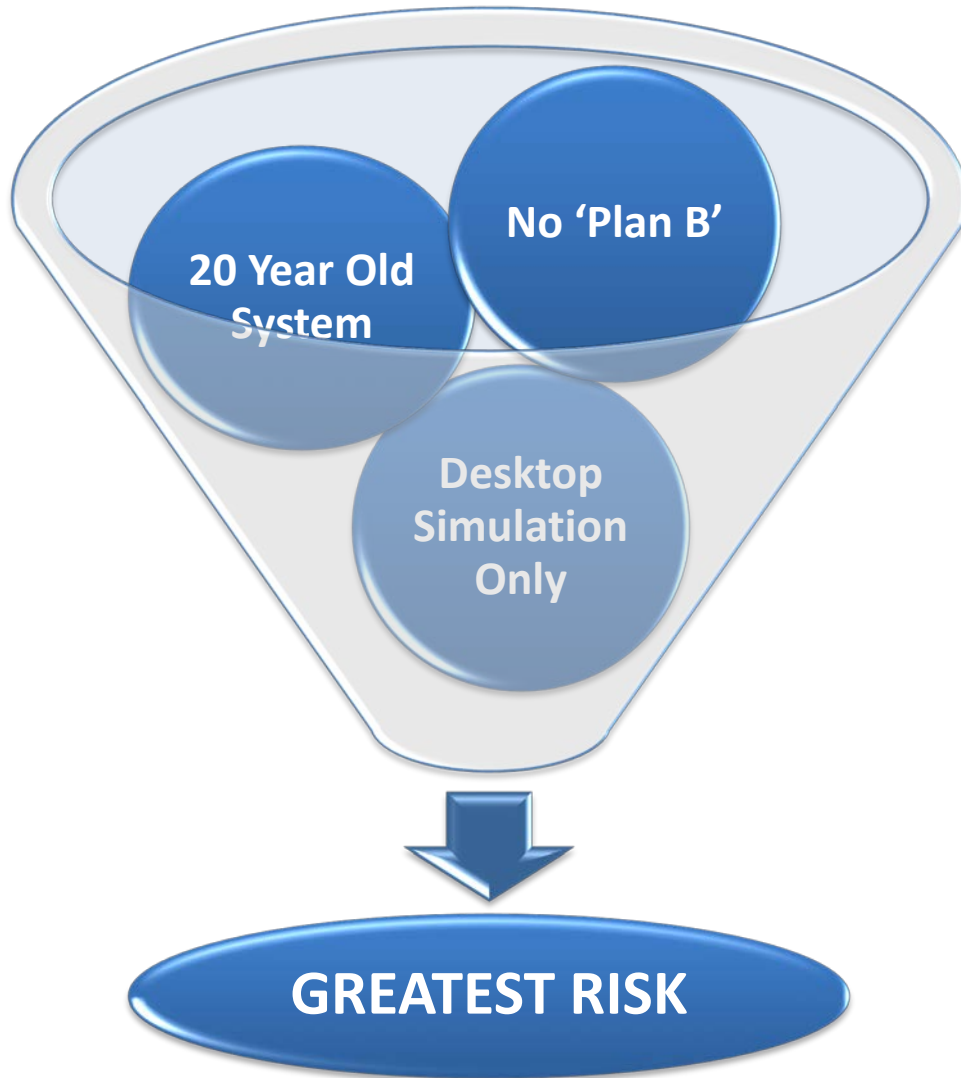 No ‘Plan B’
20 Year Old
System
Desktop
Simulation
Only
GREATEST RISK